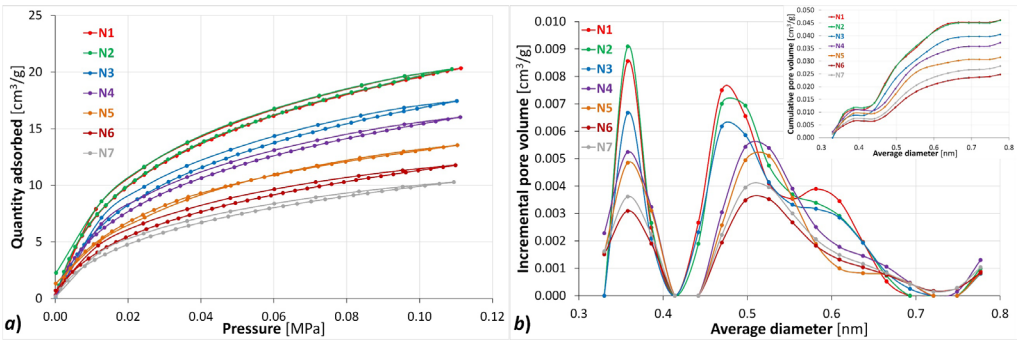 25
20
15
10
5
0
Quantity adsorbed [cm³/g]
N1
N2
N3
N4
N5
N6
N7
0.00
0.02
0.04
0.06
0.08
0.10
0.12
Pressure [MPa]
a)
0.010
0.009
0.008
0.007
0.006
0.005
0.004
0.003
0.002
0.001
0.000
Incremental pore volume [cm³/g]
N1
N2
N3
N4
N5
N6
N7
0.3
0.4
0.5
0.6
0.7
0.8
Average diameter [nm]
b)
0.050
0.045
0.040
0.035
0.030
0.025
0.020
0.015
0.010
0.005
0.000
Cumulative pore volume [cm³/g]
N1
N2
N3
N4
N5
N6
N7
0.3
0.4
0.5
0.6
0.7
0.8
Average diameter [nm]